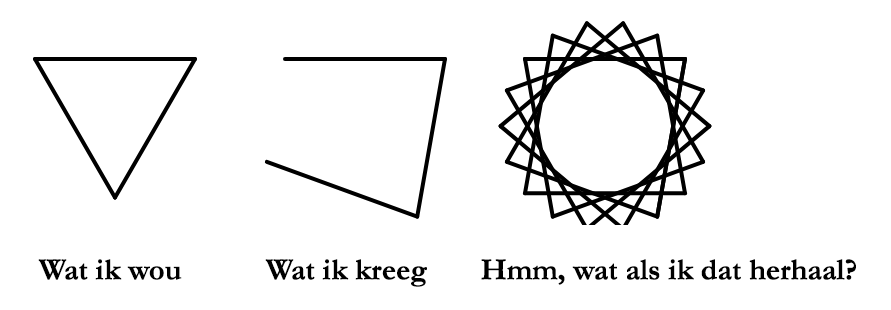 Wat ik wou
Wat ik kreeg
Hmm, wat als ik dat herhaal?